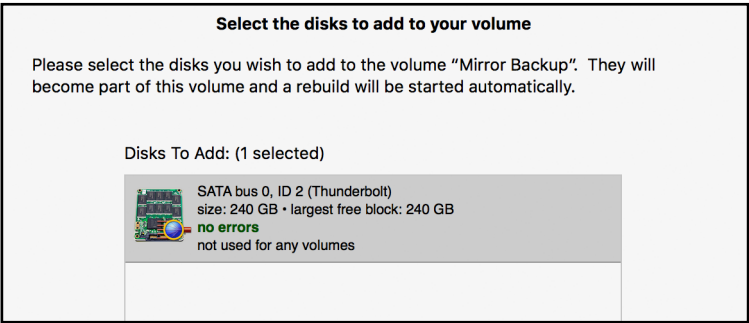 Select the disks to add to your volume
Please select the disks you wish to add to the volume “Mirror Backup”.  They will
become part of this volume and a rebuild will be started automatically.
Disks To Add: (1 selected)
SATA bus 0, ID 2 (Thunderbolt)
size: 240 GB • largest free block: 240 GB
no errors
not used for any volumes